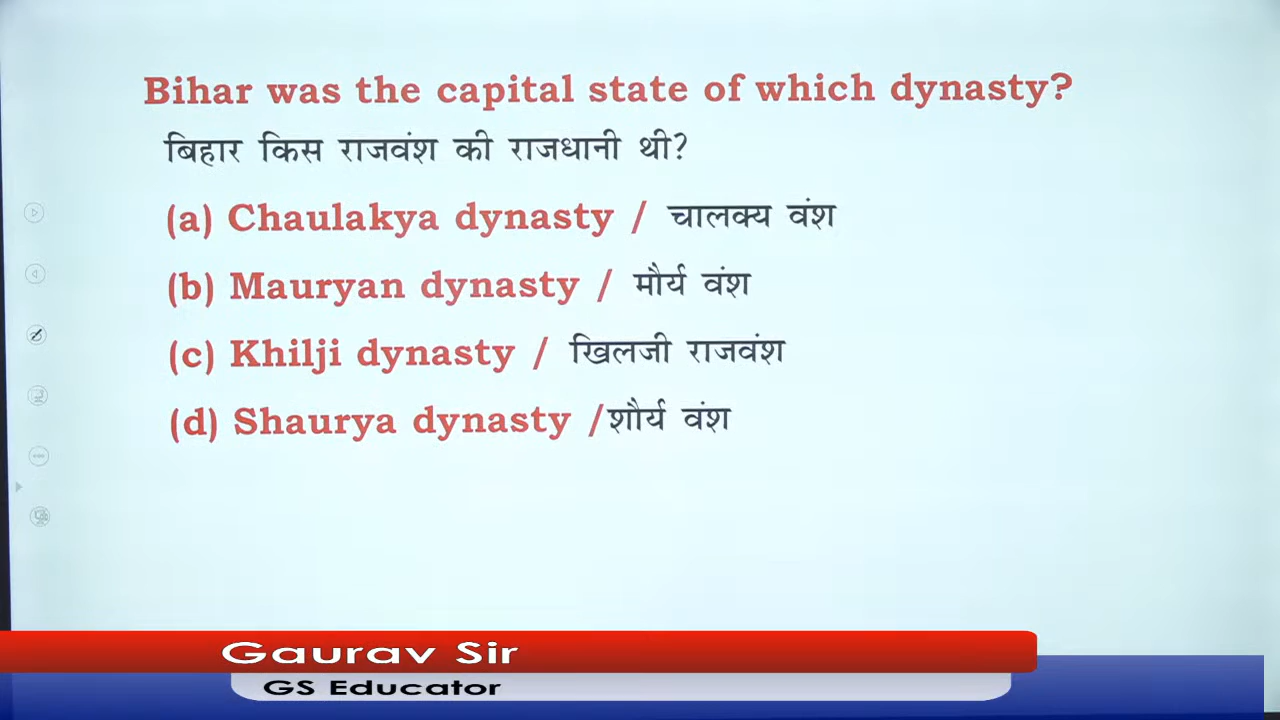 Bihar was the capital state of which dynasty?
बिहार किस राजवंश की राजधानी थी?
(a) Chaulakya dynasty / चालक्य वंश
(b) Mauryan dynasty / मौर्य वंश
(c) Khilji dynasty / खिलजी राजवंश
(d) Shaurya dynasty /शौर्य वंश
Gaurav Sir
GS Educator